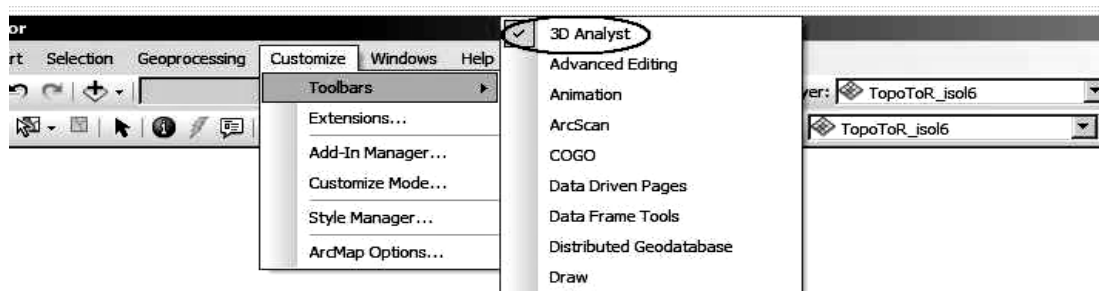 or
rt Selection Geoprocessing Customize Windows Help
Toolbars
Extensions...
Add-In Manager...
Customize Mode...
Style Manager...
ArcMap Options...
3D Analyst
Advanced Editing
Animation
ArcScan
COGO
Data Driven Pages
Data Frame Tools
Distributed Geodatabase
Draw
yer: TopoToR_isol6
TopoToR_isol6